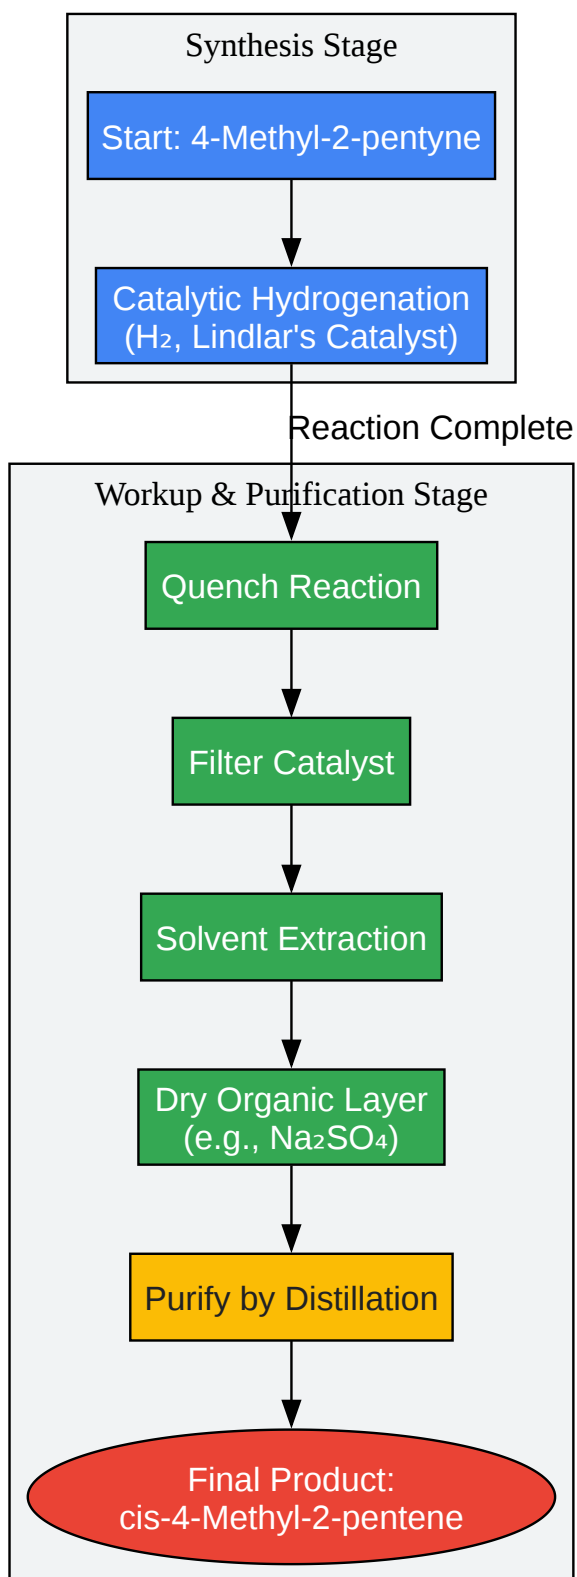 Synthesis Stage
Start: 4-Methyl-2-pentyne
Catalytic Hydrogenation
(H₂, Lindlar's Catalyst)
Reaction Complete
Workup & Purification Stage
Quench Reaction
Filter Catalyst
Solvent Extraction
Dry Organic Layer
(e.g., Na₂SO₄)
Purify by Distillation
Final Product:
cis-4-Methyl-2-pentene